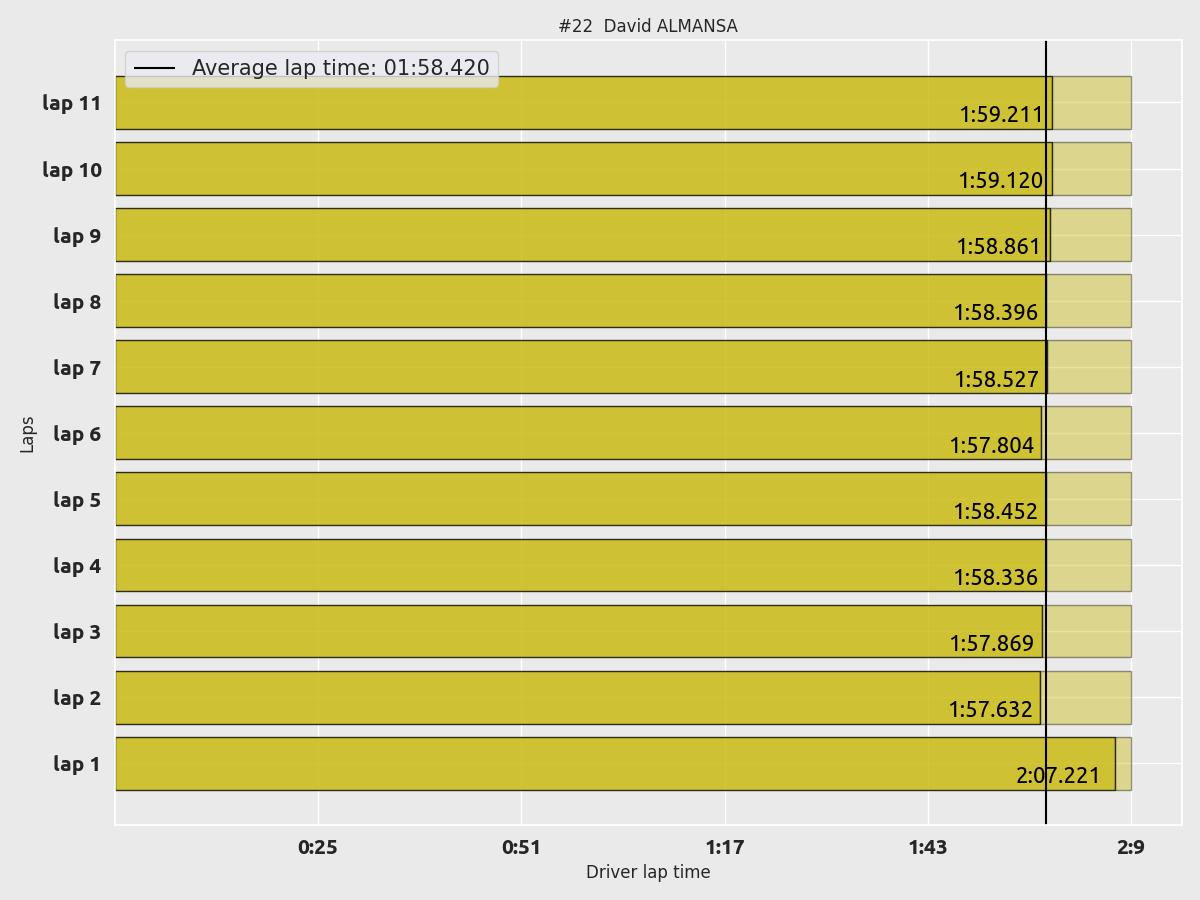 #22  David ALMANSA
Average lap time: 01:58.420
lap 11
1:59.211
lap 10
1:59.120
lap 9
1:58.861
lap 8
1:58.396
lap 7
1:58.527
lap 6
1:57.804
lap 5
1:58.452
lap 4
1:58.336
lap 3
1:57.869
lap 2
1:57.632
lap 1
2:07.221
Laps
0:25 0:51 1:17 1:43 2:9
Driver lap time